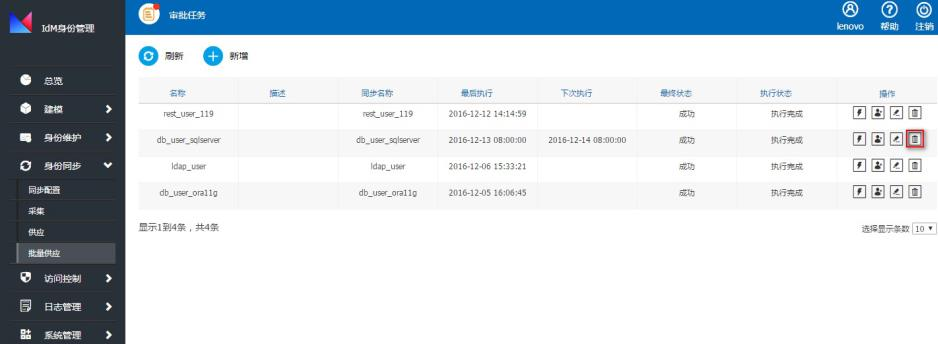 IdM身份管理
审批任务
lenovo
帮助
注销
刷新
新增
总览
建模
身份维护
身份同步
同步配置
采集
供应
批量供应
访问控制
日志管理
系统管理
名称 描述 同步名称 最后执行 下次执行 最终状态 执行状态 操作
rest_user_119 rest_user_119 2016-12-12 14:14:59 成功 执行完成
db_user_sqlserver db_user_sqlserver 2016-12-13 08:00:00 2016-12-14 08:00:00 成功 执行完成
ldap_user ldap_user 2016-12-06 15:33:21 成功 执行完成
db_user_ora11g db_user_ora11g 2016-12-05 16:06:45 成功 执行完成
显示1到4条，共4条
选择显示条数 10